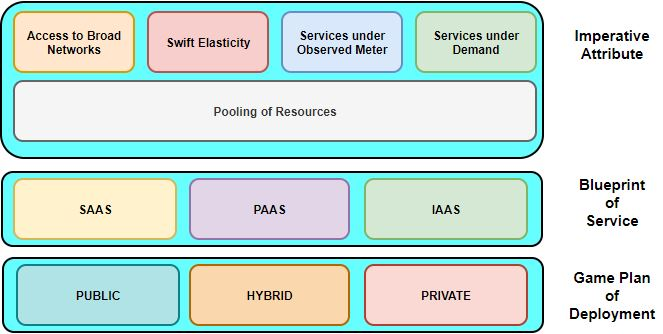 Access to Broad
Networks
Swift Elasticity
Services under
Observed Meter
Services under
Demand
Imperative
Attribute
Pooling of Resources
SAAS
PAAS
IAAS
Blueprint
of
Service
PUBLIC
HYBRID
PRIVATE
Game Plan
of
Deployment